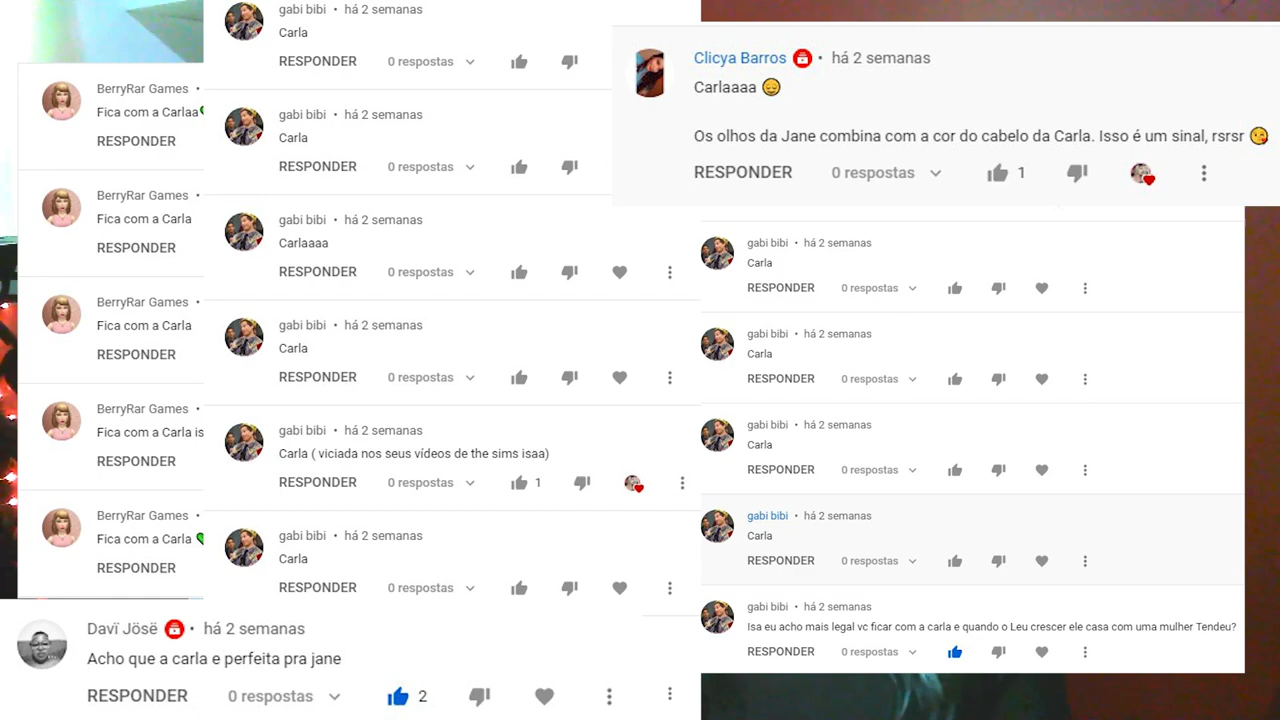 BerryRar Games •
Fica com a Carlaa
RESPONDER
BerryRar Games •
Fica com a Carla
RESPONDER
BerryRar Games •
Fica com a Carla
RESPONDER
BerryRar Games •
Fica com a Carla is
RESPONDER
BerryRar Games •
Fica com a Carla 💚
RESPONDER
gabi bibi • há 2 semanas
Carla
RESPONDER 0 respostas
gabi bibi • há 2 semanas
Carla
RESPONDER 0 respostas
gabi bibi • há 2 semanas
Carlaaaa
RESPONDER 0 respostas
gabi bibi • há 2 semanas
Carla
RESPONDER 0 respostas
gabi bibi • há 2 semanas
Carla ( viciada nos seus vídeos de the sims isaa)
RESPONDER 0 respostas 1
gabi bibi • há 2 semanas
Carla
RESPONDER 0 respostas
Clicya Barros • há 2 semanas
Carlaaaa 😔
Os olhos da Jane combina com a cor do cabelo da Carla. Isso é um sinal, rsrsr 😘
RESPONDER 0 respostas 1
gabi bibi • há 2 semanas
Carla
RESPONDER 0 respostas
gabi bibi • há 2 semanas
Carla
RESPONDER 0 respostas
gabi bibi • há 2 semanas
Carla
RESPONDER 0 respostas
gabi bibi • há 2 semanas
Carla
RESPONDER 0 respostas
gabi bibi • há 2 semanas
Isa eu acho mais legal vc ficar com a carla e quando o Leu crescer ele casa com uma mulher Tendeu?
RESPONDER 0 respostas
Davï Jösë • há 2 semanas
Acho que a carla e perfeita pra jane
RESPONDER 0 respostas 2